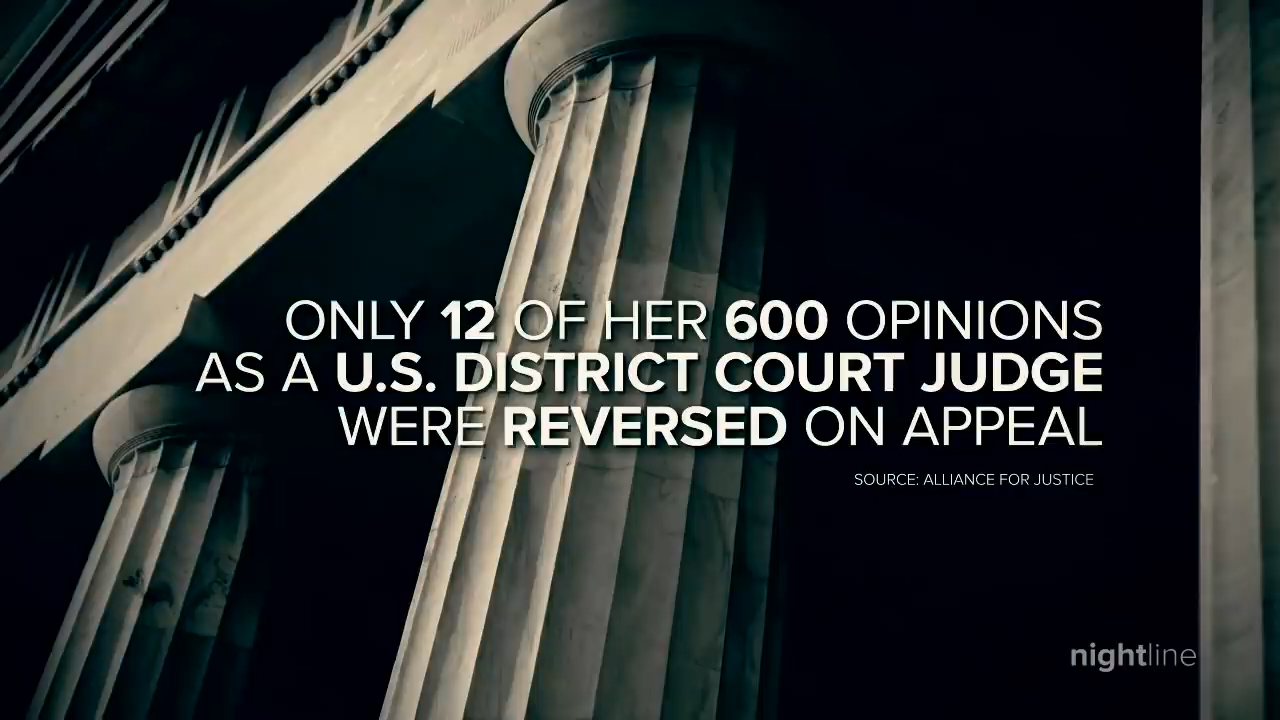 ONLY 12 OF HER 600 OPINIONS
AS A U.S. DISTRICT COURT JUDGE
WERE REVERSED ON APPEAL
SOURCE: ALLIANCE FOR JUSTICE
nightline